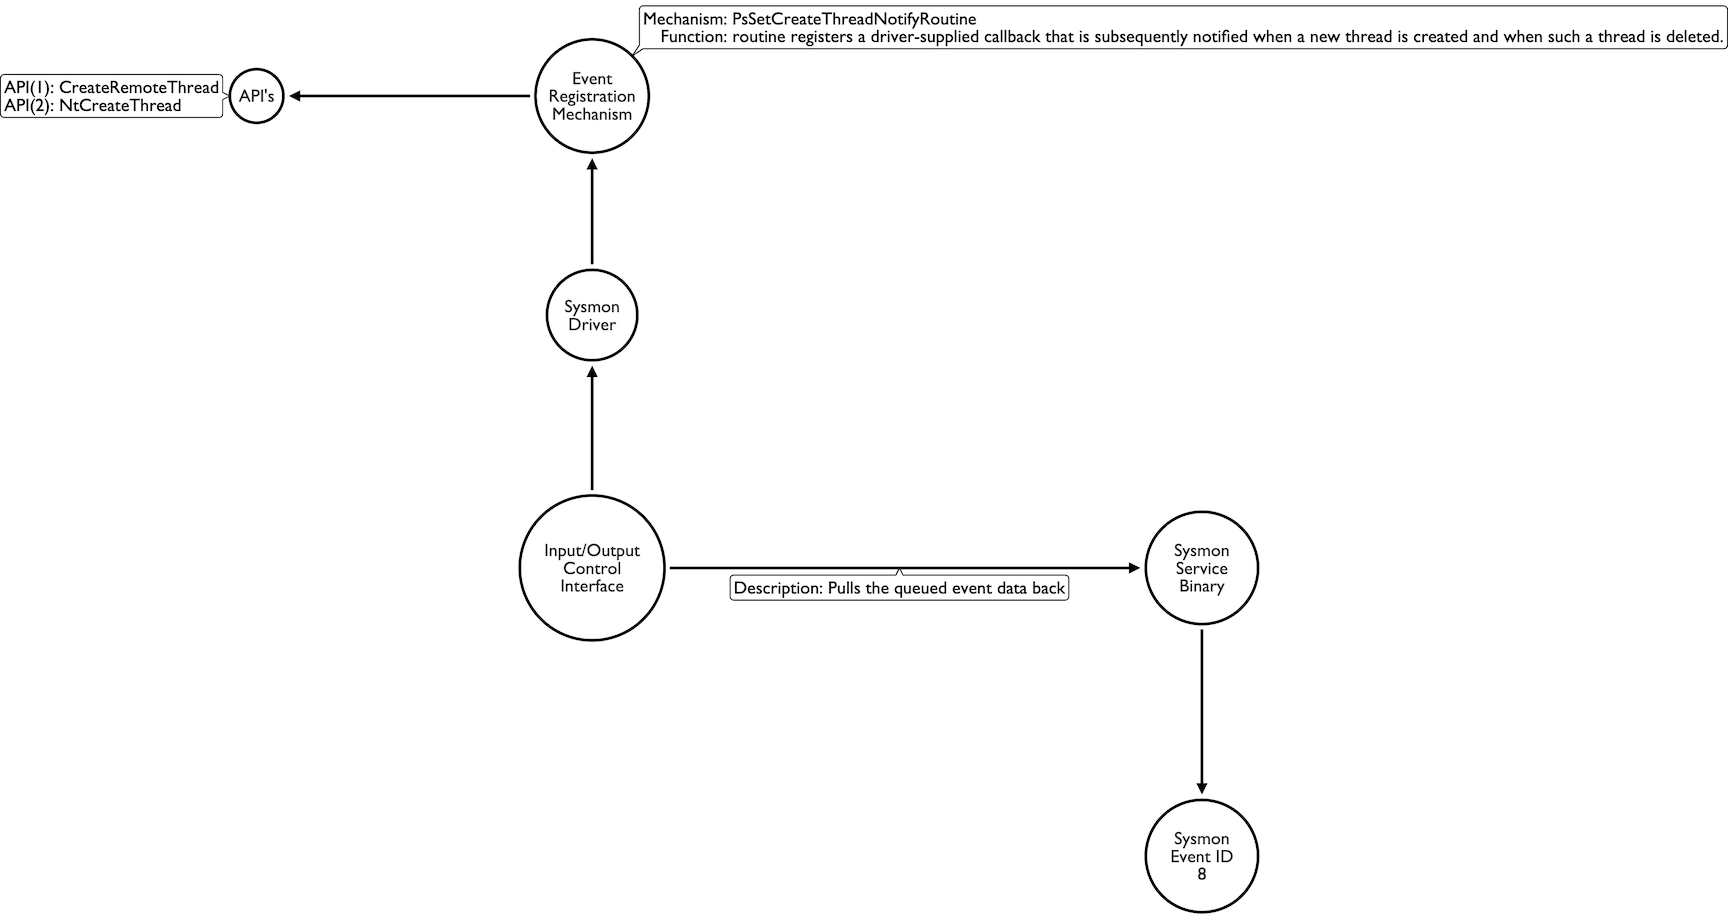 Mechanism: PsSetCreateThreadNotifyRoutine
Function: routine registers a driver-supplied callback that is subsequently notified when a new thread is created and when such a thread is deleted.
API(1): CreateRemoteThread
API(2): NtCreateThread
API's
Event
Registration
Mechanism
Sysmon
Driver
Input/Output
Control
Interface
Description: Pulls the queued event data back
Sysmon
Service
Binary
Sysmon
Event ID
8